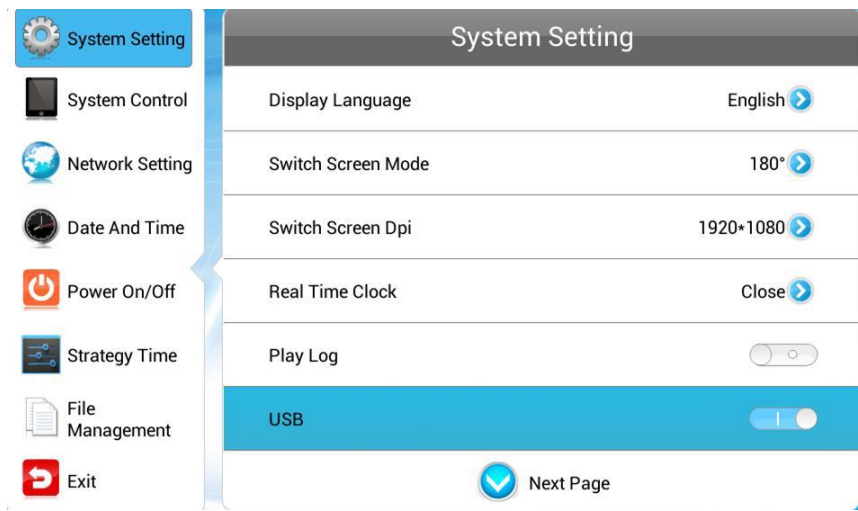 System Setting
System Control
Network Setting
Date And Time
Power On/Off
Strategy Time
File
Management
Exit
System Setting
Display Language English
Switch Screen Mode 180°
Switch Screen Dpi 1920*1080
Real Time Clock Close
Play Log
USB
Next Page